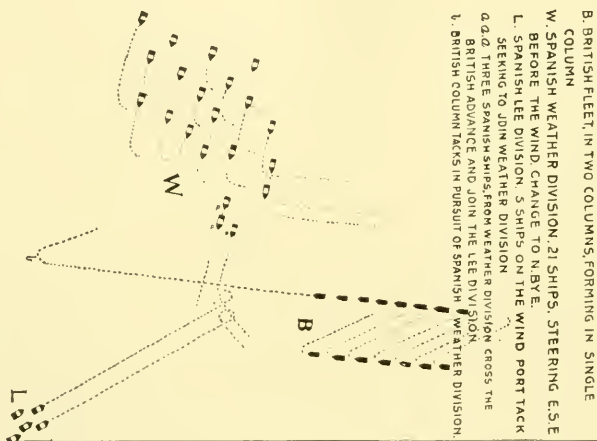 B. BRITISH FLEET, IN TWO COLUMNS, FORMING IN SINGLE
COLUMN
W. SPANISH WEATHER DIVISION. 21 SHIPS. STEERING E.S.E
BEFORE THE WIND. CHANGE TO N.BY E.
L. SPANISH LEE DIVISION. 5 SHIPS ON THE WIND PORT TACK
SEEKING TO JOIN WEATHER DIVISION
a a.a THREE SPANISH SHIPS, FROM WEATHER DIVISION CROSS THE
BRITISH ADVANCE AND JOIN THE LEE DIVISION
t. BRITISH COLUMN TACKS IN PURSUIT OF SPANISH WEATHER DIVISION.
W
B
L
t